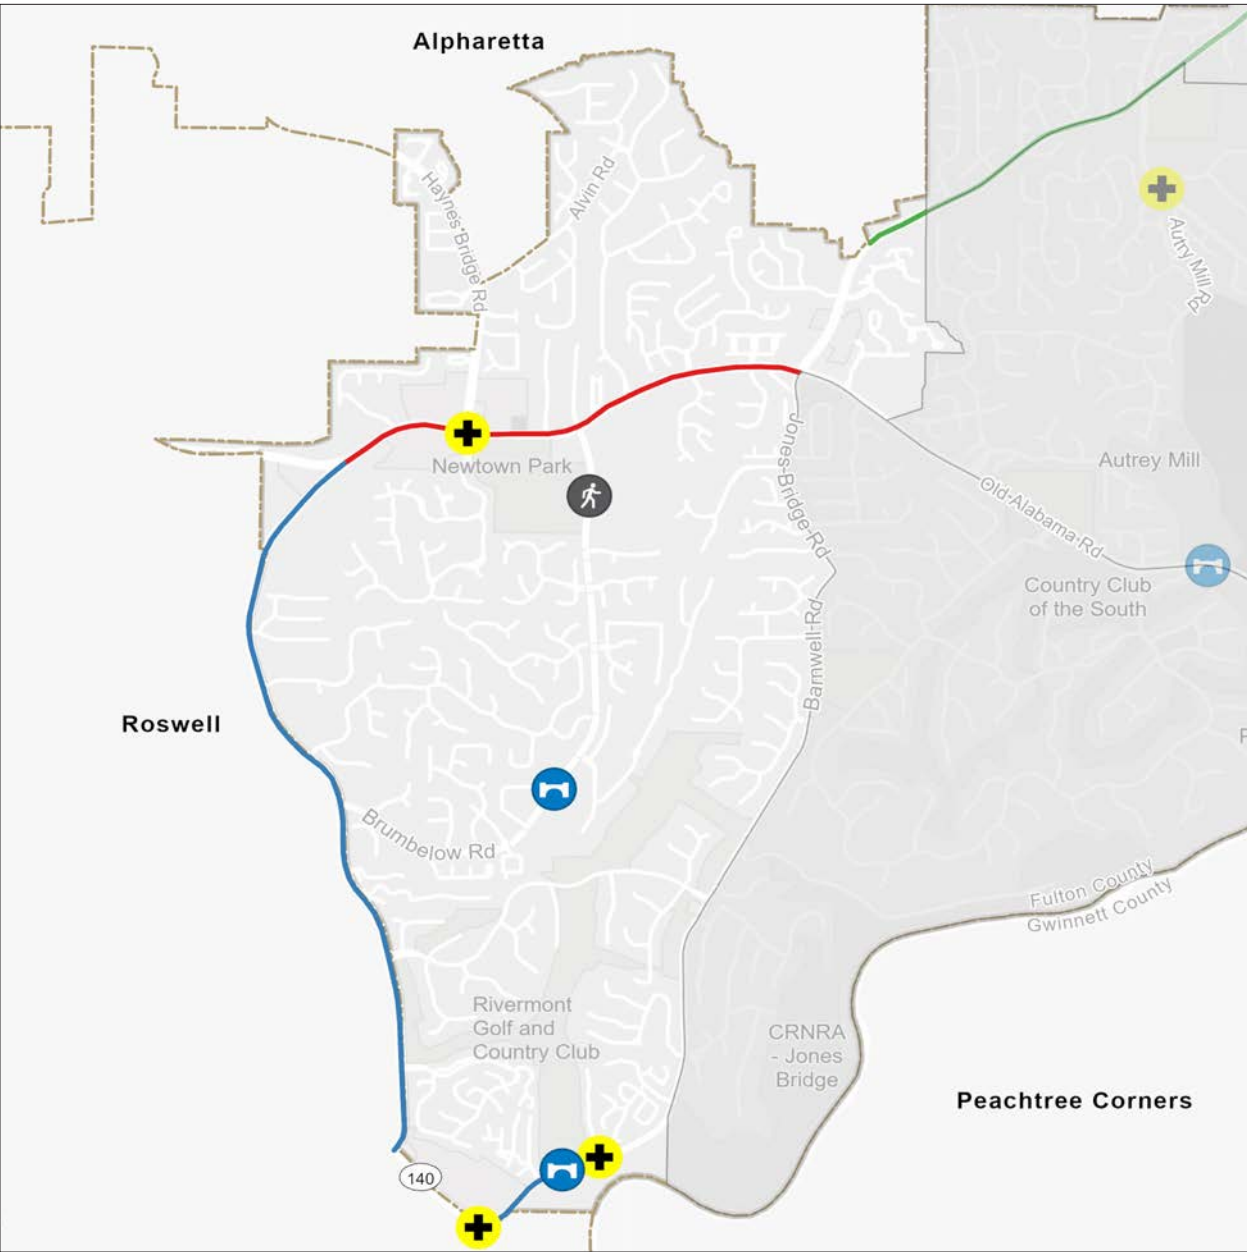 Alpharetta
Haynes Bridge Rd
Alvin Rd
Autry Mill Rd
Newtown Park
Jones Bridge Rd
Autrey Mill
Old Alabama Rd
Country Club
of the South
Barnwell Rd
Roswell
Brumbelow Rd
Fulton County
Gwinnett County
Rivermont
Golf and
Country Club
CRNRA
- Jones
Bridge
Peachtree Corners
140